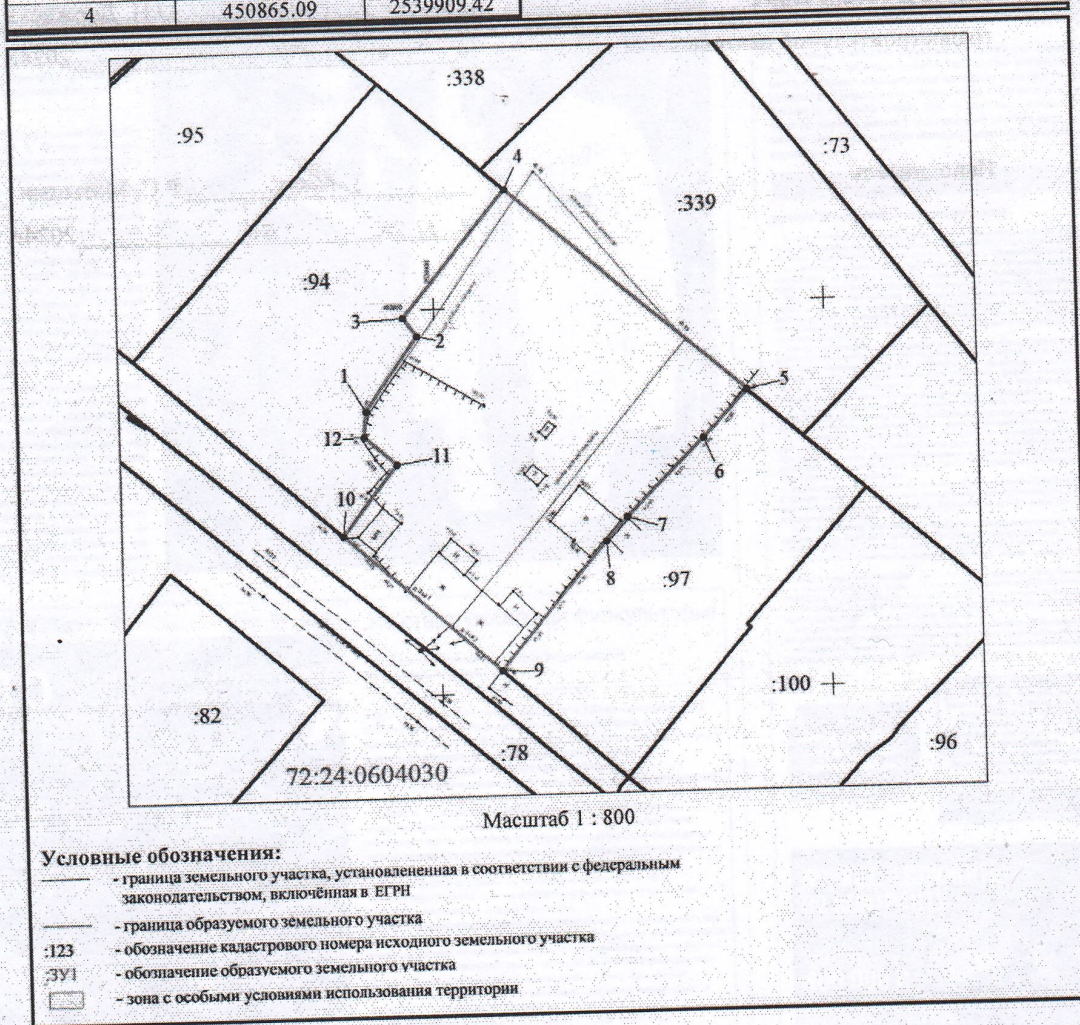 4 450865.09 2539909.42
:338
:95
:73
4
:339
:94
3
2
1
5
12
11
6
10
7
8
:97
9
:100
:82
:78
:96
72:24:0604030
Масштаб 1 : 800
Условные обозначения:
- граница земельного участка, установлененная в соответствии с федеральным
законодательством, включённая в ЕГРН
- граница образуемого земельного участка
:123 - обозначение кадастрового номера исходного земельного участка
:ЗУ1 - обозначение образуемого земельного участка
- зона с особыми условиями использования территории